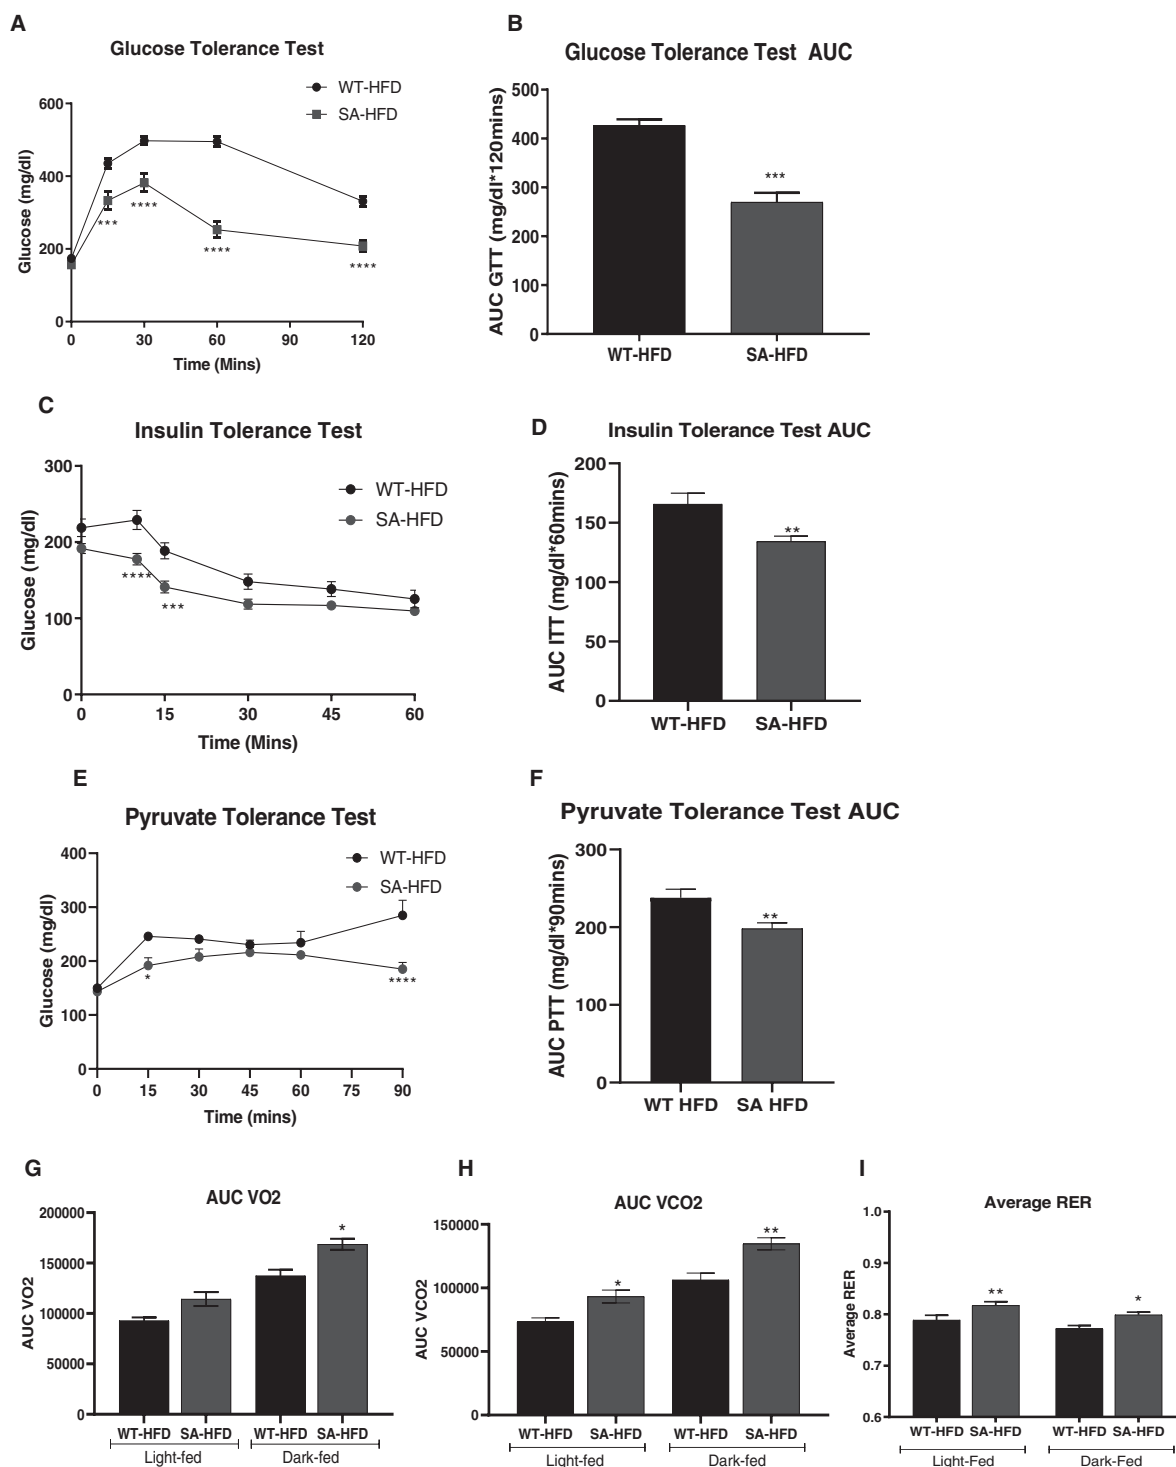 A
Glucose Tolerance Test
WT-HFD
SA-HFD
Glucose (mg/dl)
600
400
200
0
***
****
****
****
0 30 60 90 120
Time (Mins)
B
Glucose Tolerance Test AUC
AUC GTT (mg/dl*120mins)
500
400
300
200
100
0
***
WT-HFD SA-HFD
C
Insulin Tolerance Test
WT-HFD
SA-HFD
Glucose (mg/dl)
300
200
100
0
****
***
0 15 30 45 60
Time (Mins)
D
Insulin Tolerance Test AUC
AUC ITT (mg/dl*60mins)
200
150
100
50
0
**
WT-HFD SA-HFD
E
Pyruvate Tolerance Test
WT-HFD
SA-HFD
Glucose (mg/dl)
400
300
200
100
0
*
****
0 15 30 45 60 75 90
Time (mins)
F
Pyruvate Tolerance Test AUC
AUC PTT (mg/dl*90mins)
300
200
100
0
**
WT HFD SA HFD
G
AUC VO2
AUC VO2
200000
150000
100000
50000
0
*
WT-HFD SA-HFD WT-HFD SA-HFD
Light-fed Dark-fed
H
AUC VCO2
AUC VCO2
150000
100000
50000
0
*
**
WT-HFD SA-HFD WT-HFD SA-HFD
Light-fed Dark-fed
I
Average RER
Average RER
1.0
0.9
0.8
0.7
0.6
**
*
WT-HFD SA-HFD WT-HFD SA-HFD
Light-Fed Dark-Fed